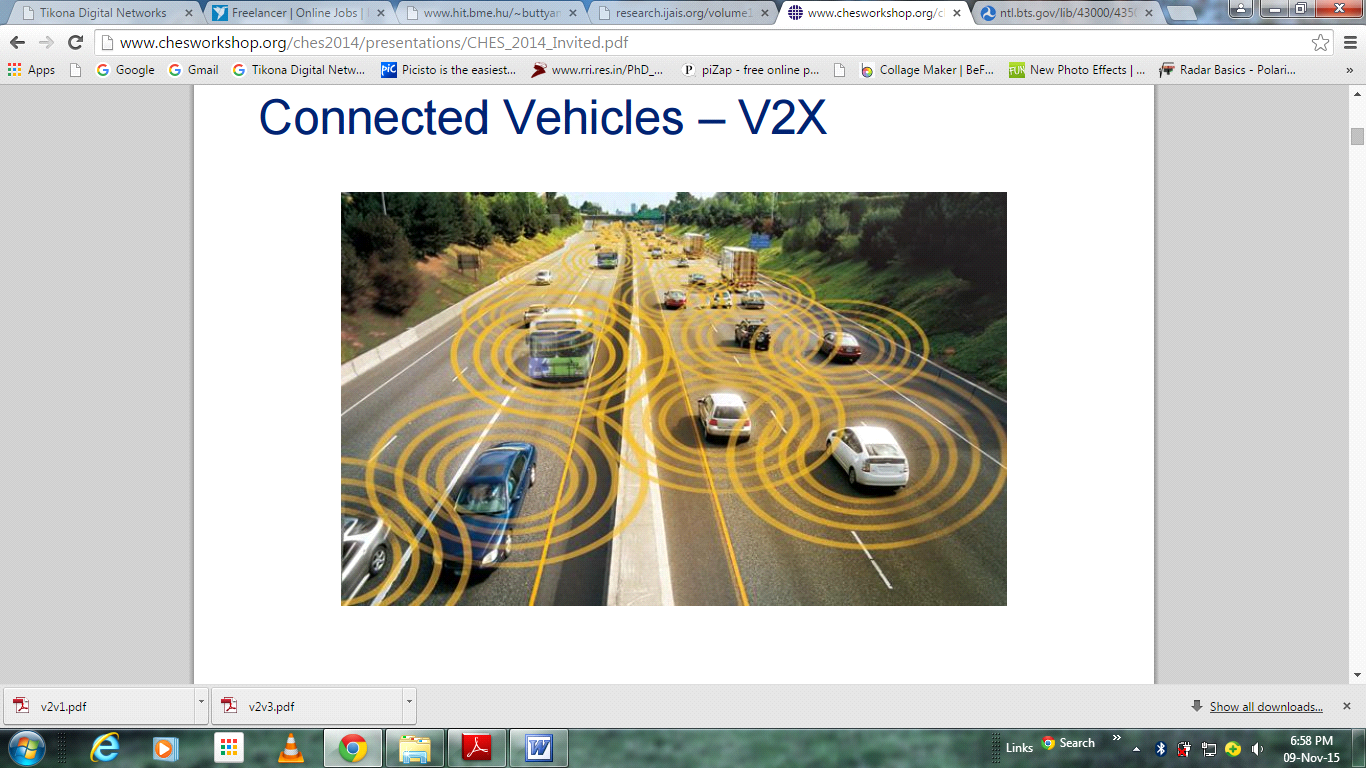 Tikona Digital Networks
Freelancer | Online Jobs |
www.hit.bme.hu/~buttyan
research.ijais.org/volume1
www.chesworkshop.org/c
ntl.bts.gov/lib/43000/435
www.chesworkshop.org/ches2014/presentations/CHES_2014_Invited.pdf
Apps
Google
Gmail
Tikona Digital Netw...
pic
Picisto is the easiest...
www.rri.res.in/PhD_...
P
piZap - free online p...
Collage Maker | BeF...
FUN
New Photo Effects | ...
Radar Basics - Polari...
»
Connected Vehicles – V2X
v2v1.pdf
v2v3.pdf
Show all downloads...
Links
Search
»
6:58 PM
09-Nov-15